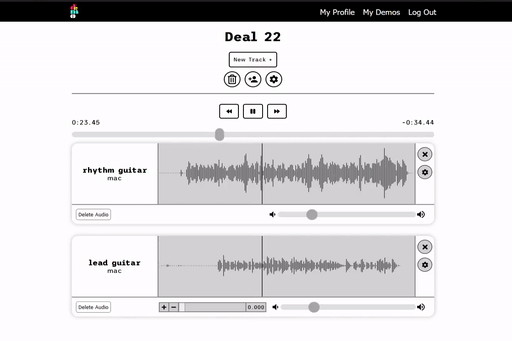 My Profile My Demos Log Out
Deal 22
New Track
0:23.45 -0:34.44
rhythm guitar
mac
Delete Audio
lead guitar
mac
Delete Audio + − 0.000